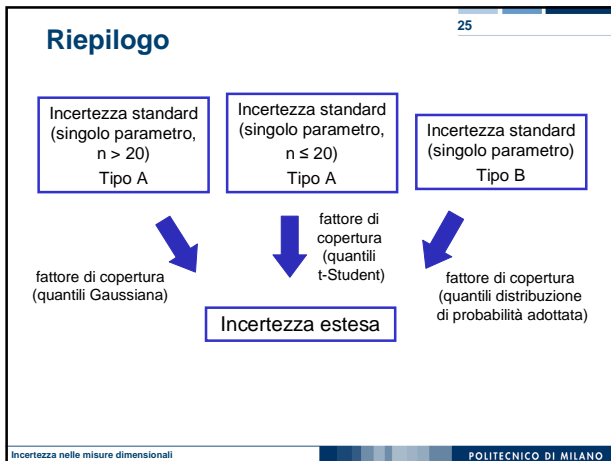 Riepilogo
25
Incertezza standard
(singolo parametro,
n > 20)
Tipo A
Incertezza standard
(singolo parametro,
n ≤ 20)
Tipo A
Incertezza standard
(singolo parametro)
Tipo B
fattore di copertura
(quantili Gaussiana)
fattore di
copertura
(quantili
t-Student)
fattore di copertura
(quantili distribuzione
di probabilità adottata)
Incertezza estesa
Incertezza nelle misure dimensionali
POLITECNICO DI MILANO